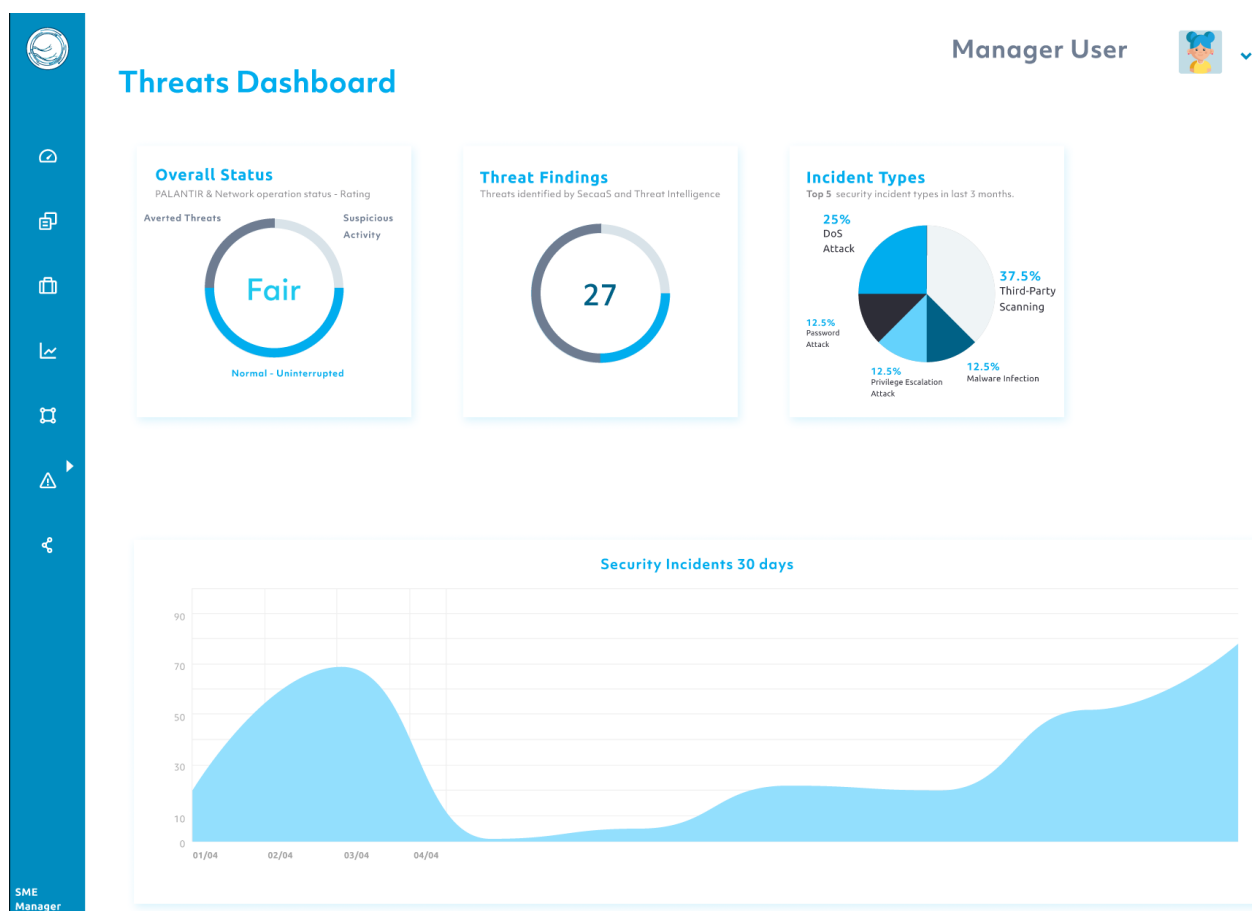 Manager User
Threats Dashboard
Overall Status
PALANTIR & Network operation status - Rating
Averted Threats
Suspicious
Activity
Fair
Normal - Uninterrupted
Threat Findings
Threats identified by SecaaS and Threat Intelligence
27
Incident Types
Top 5 security incident types in last 3 months.
25%
DoS
Attack
37.5%
Third-Party
Scanning
12.5%
Password
Attack
12.5%
Privilege Escalation
Attack
12.5%
Malware Infection
Security Incidents 30 days
90
70
50
30
10
0
01/04
02/04
03/04
04/04
SME
Manager